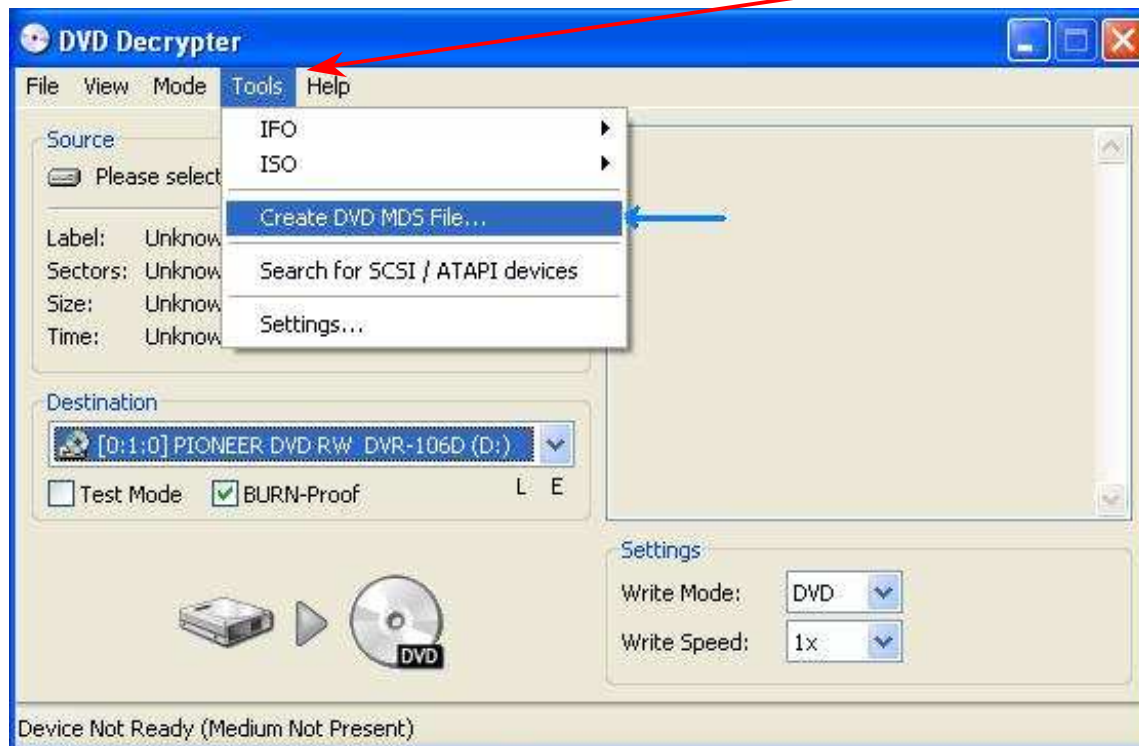 DVD Decrypter
File View Mode Tools Help
IFO
ISO
Create DVD MDS File...
Search for SCSI / ATAPI devices
Settings...
Source
Please select
Label: Unknow
Sectors: Unknow
Size: Unknow
Time: Unknow
Destination
[0:1:0] PIONEER DVD RW DVR-106D (D:)
Test Mode BURN-Proof L E
DVD
Settings
Write Mode: DVD
Write Speed: 1x
Device Not Ready (Medium Not Present)